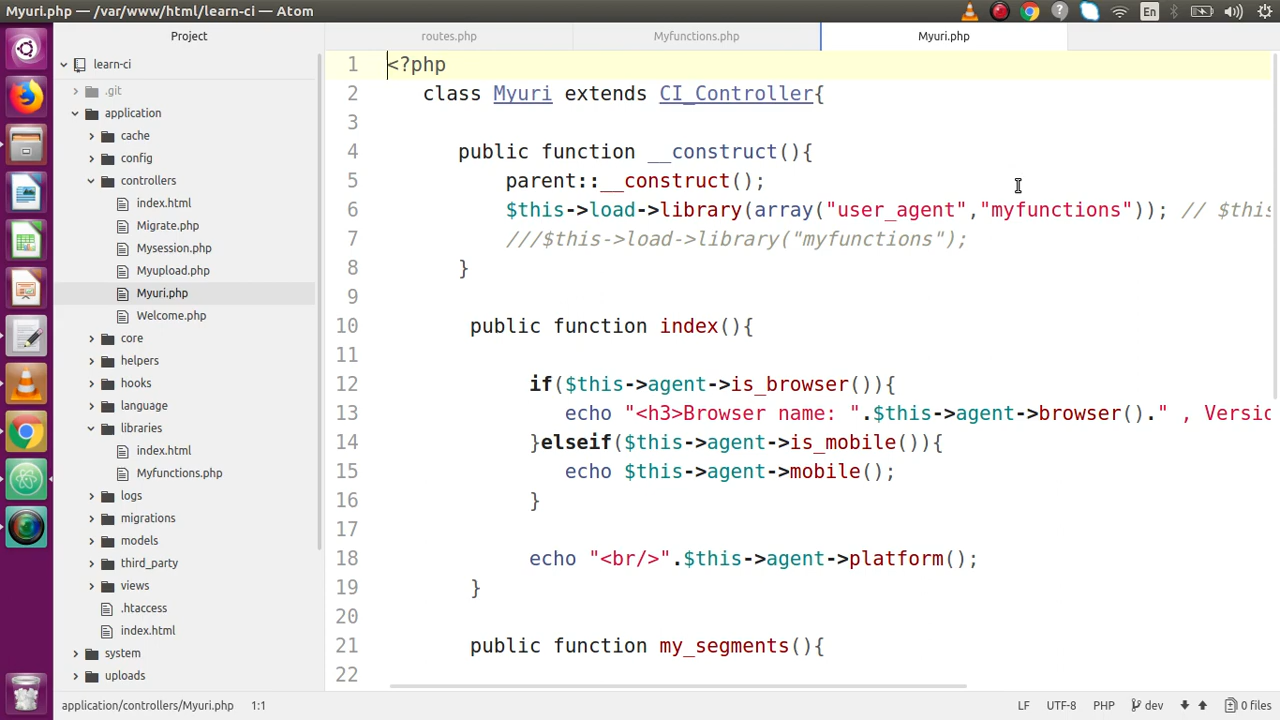 Myuri.php — /var/www/html/learn-ci — Atom
En
Project
routes.php
Myfunctions.php
Myuri.php
learn-ci
.git
application
cache
config
controllers
index.html
Migrate.php
Mysession.php
Myupload.php
Myuri.php
Welcome.php
core
helpers
hooks
language
libraries
index.html
Myfunctions.php
logs
migrations
models
third_party
views
.htaccess
index.html
system
uploads
1 <?php
2 class Myuri extends CI_Controller{
3
4 public function __construct(){
5 parent::__construct();
6 $this->load->library(array("user_agent","myfunctions")); // $this
7 ///$this->load->library("myfunctions");
8 }
9
10 public function index(){
11
12 if($this->agent->is_browser()){
13 echo "<h3>Browser name: ".$this->agent->browser()." , Versio
14 }elseif($this->agent->is_mobile()){
15 echo $this->agent->mobile();
16 }
17
18 echo "<br/>".$this->agent->platform();
19 }
20
21 public function my_segments(){
22
application/controllers/Myuri.php 1:1
LF UTF-8 PHP dev 0 files